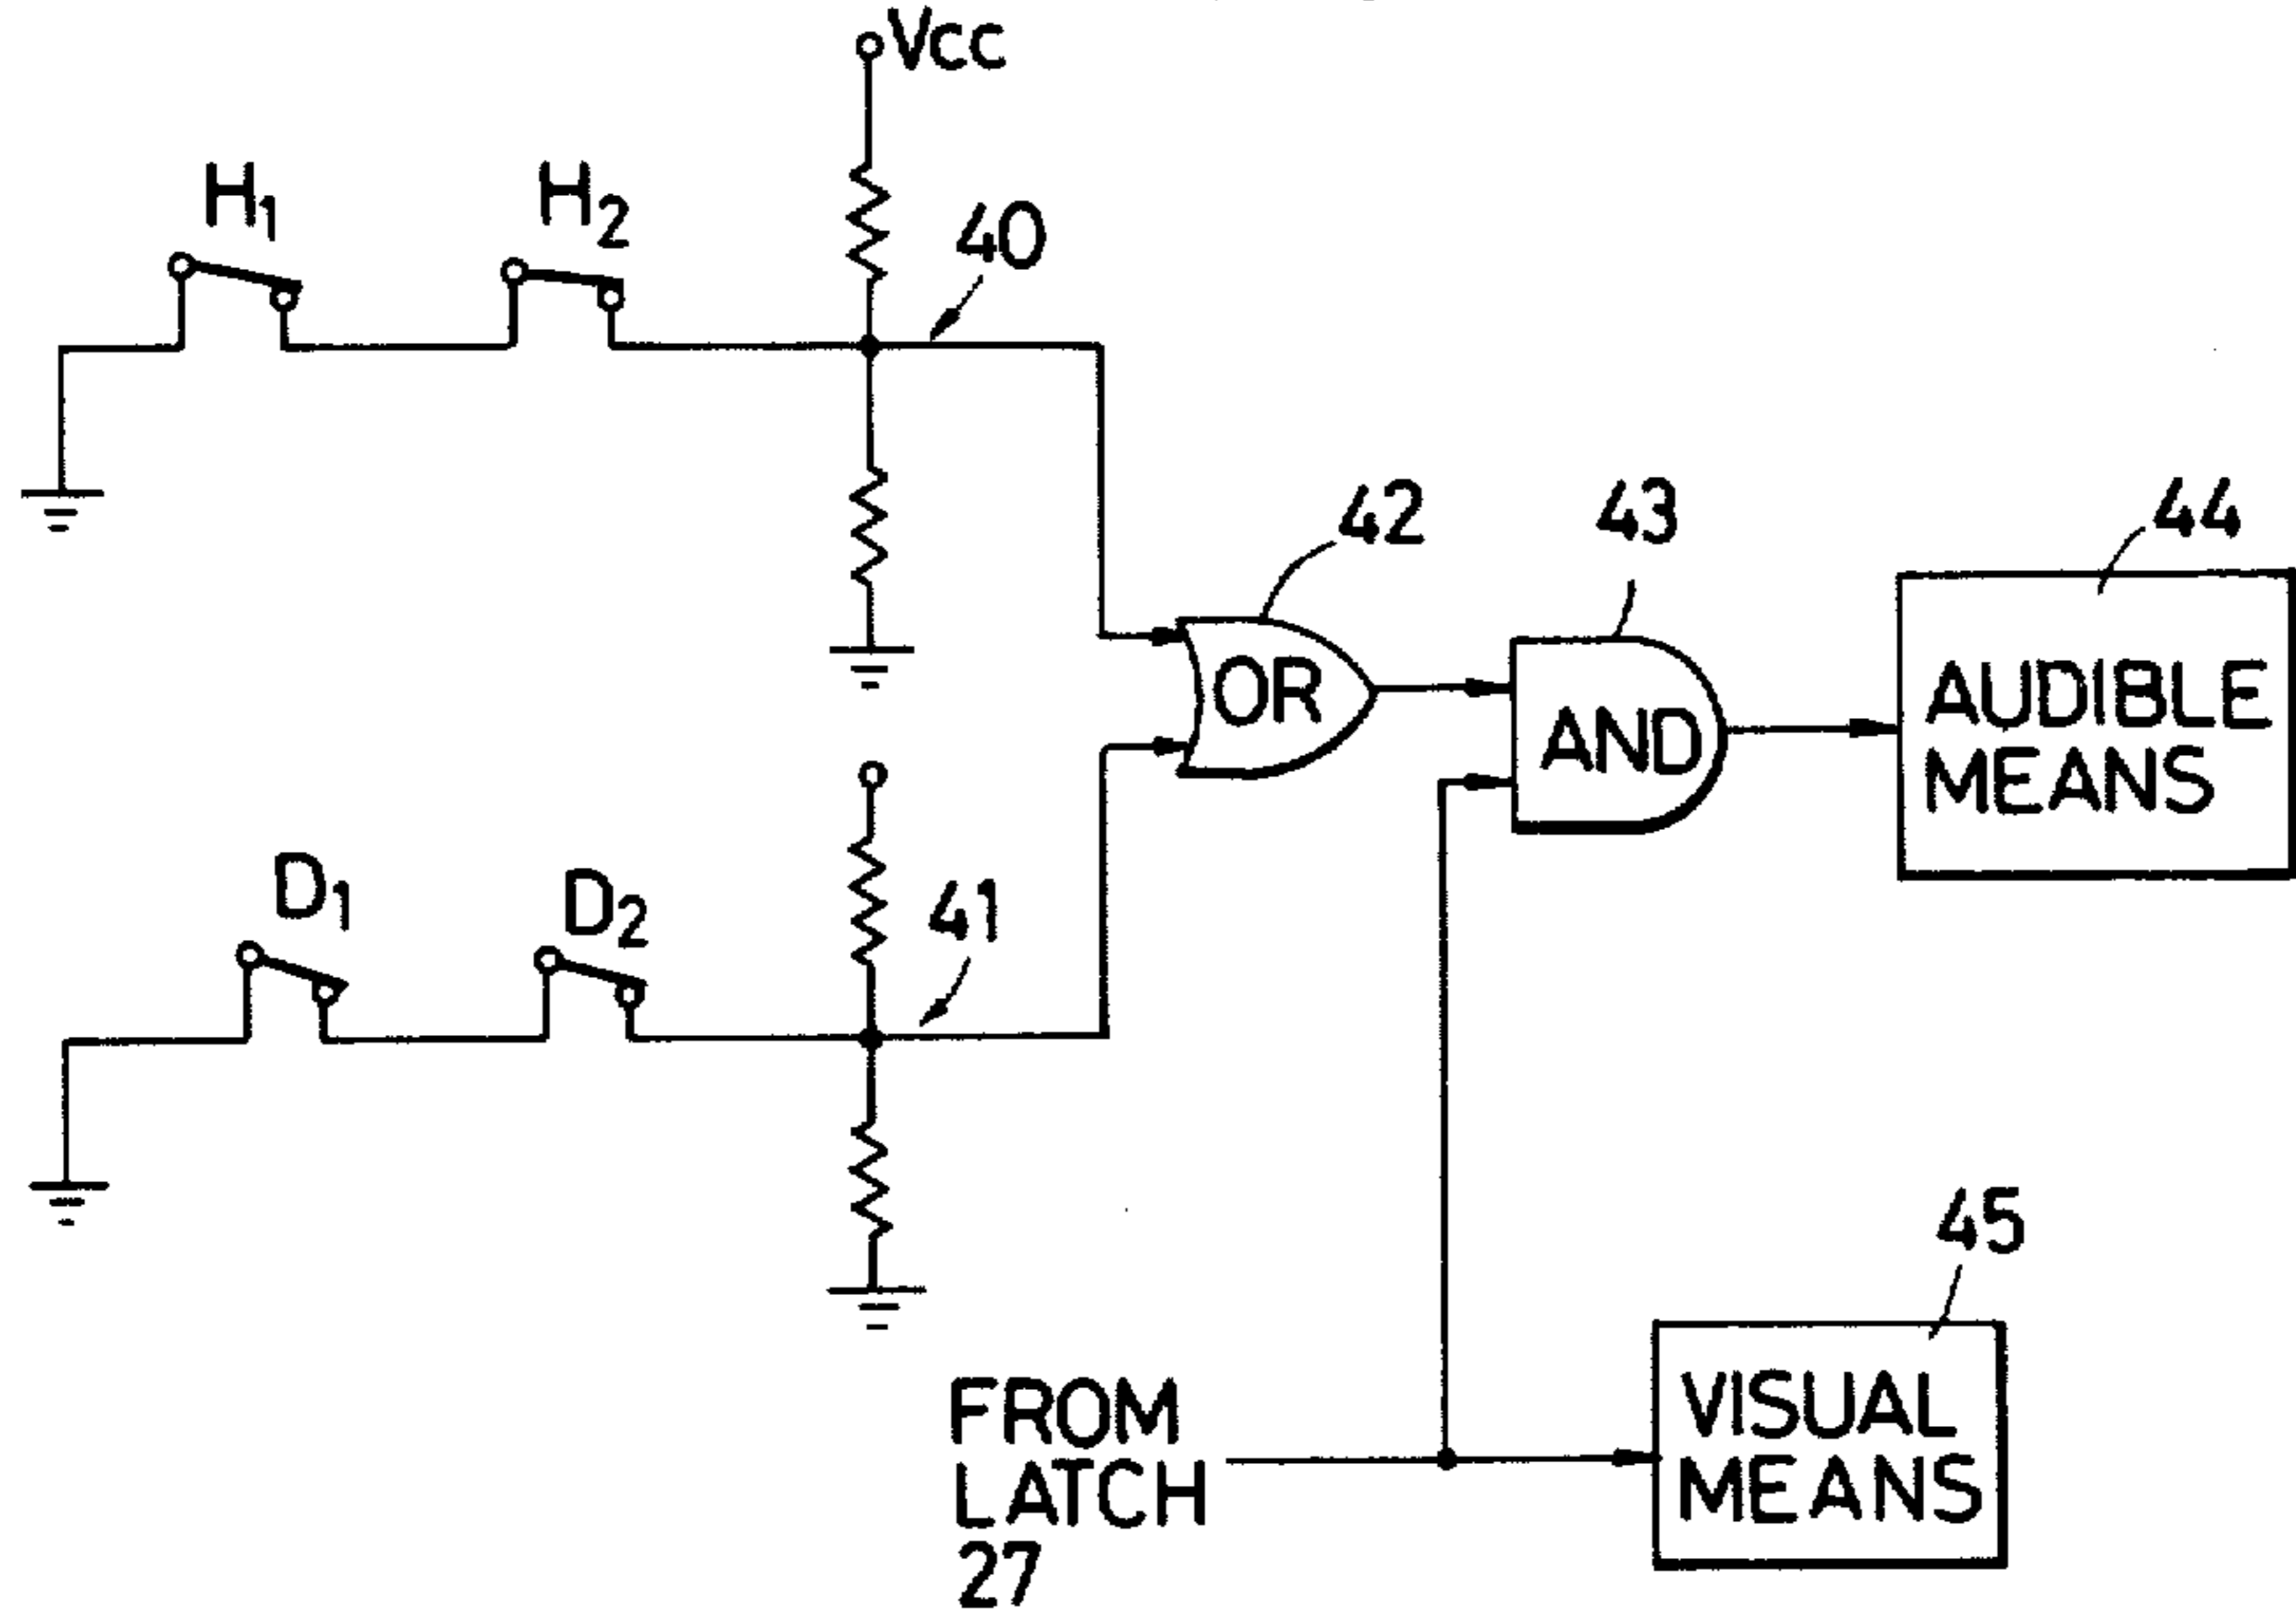 Vcc
H1
H2
40
42
43
44
OR
AND
AUDIBLE
MEANS
D1
D2
41
45
VISUAL
MEANS
FROM
LATCH
27